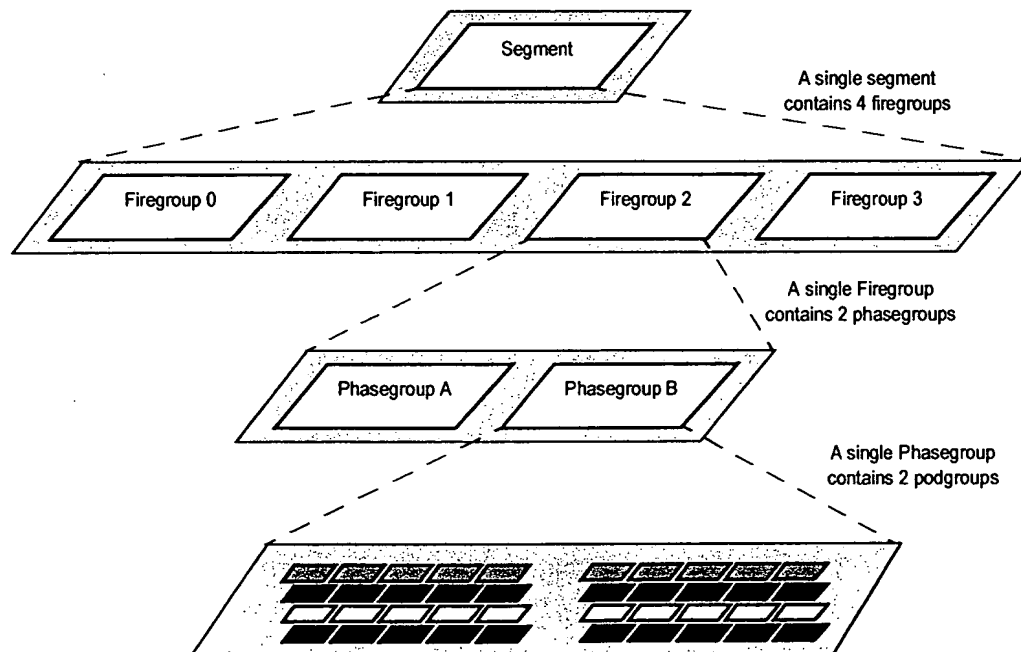 Segment
A single segment
contains 4 firegroups
Firegroup 0
Firegroup 1
Firegroup 2
Firegroup 3
A single Firegroup
contains 2 phasegroups
Phasegroup A
Phasegroup B
A single Phasegroup
contains 2 podgroups